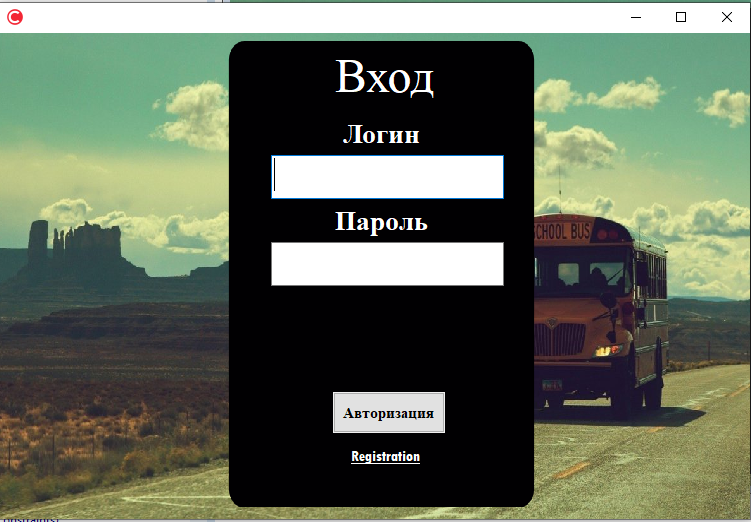 Вход
Логин
Пароль
SCHOOL BUS
Авторизация
Registration